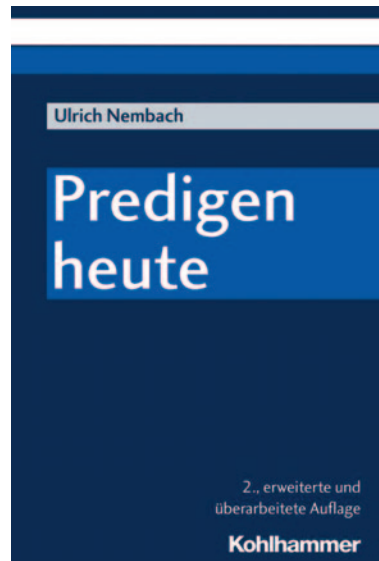 Ulrich Nembach
Predigen
heute
2., erweiterte und
überarbeitete Auflage
Kohlhammer